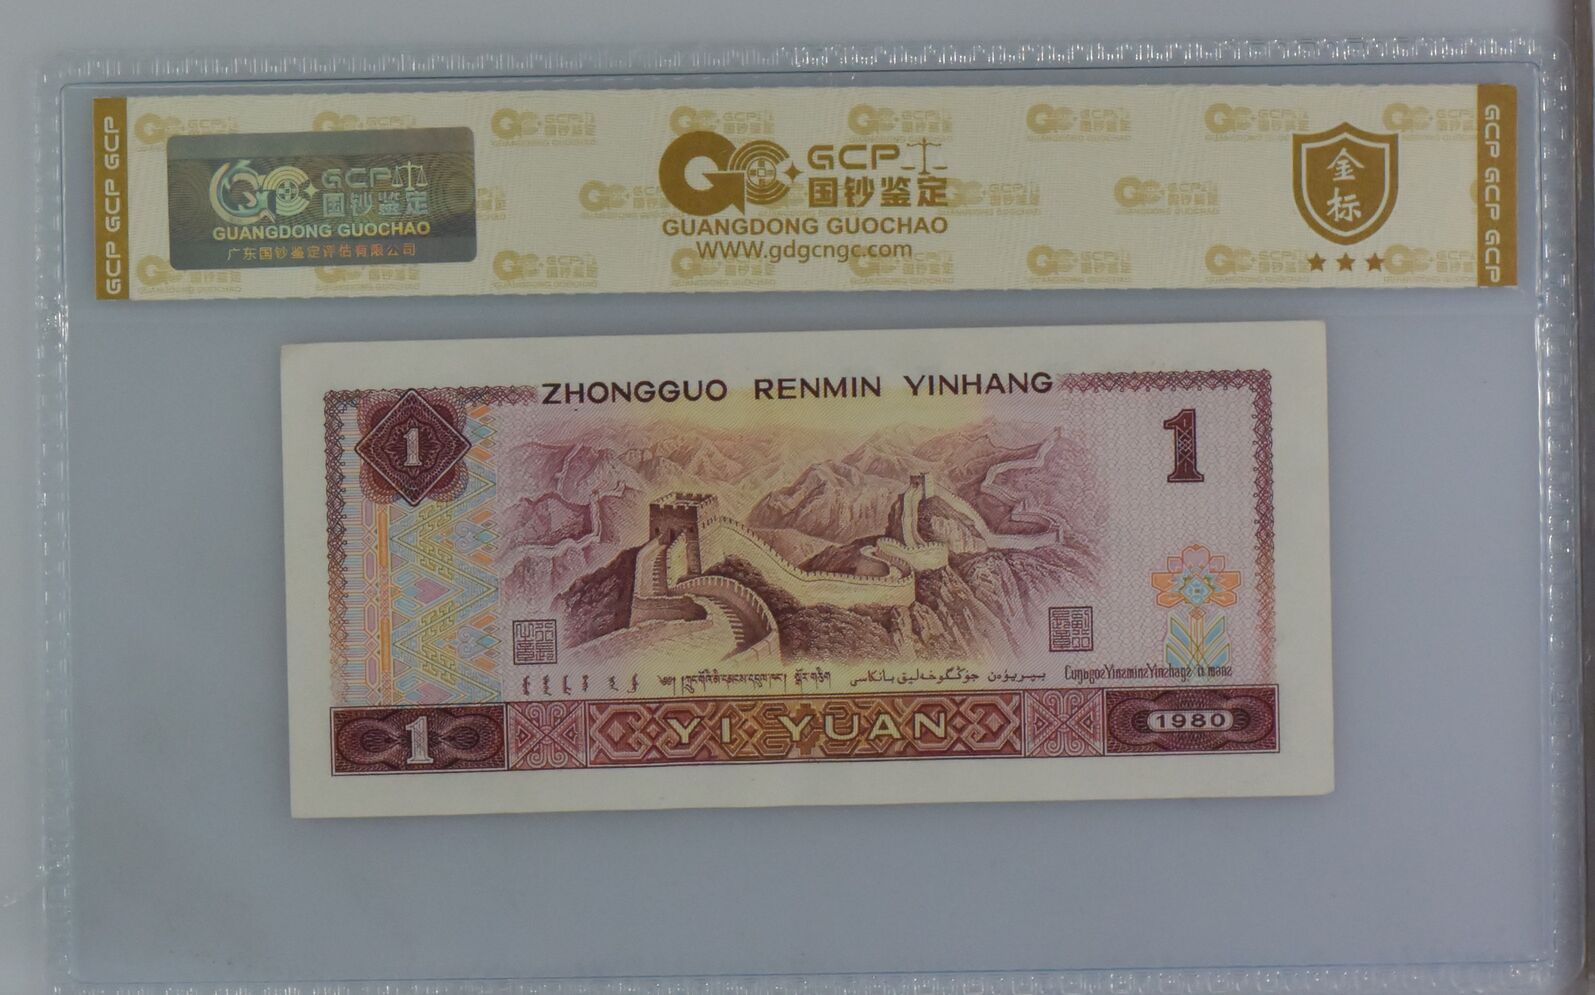 GCP GCP GCP
GCP
国钞鉴定
GUANGDONG GUOCHAO
广东国钞鉴定评估有限公司
GCP
国钞鉴定
GUANGDONG GUOCHAO
WWW.gdgcngc.com
金
标
GCP GCP GCP
ZHONGGUO RENMIN YINHANG
1
1
1
YI YUAN
1980